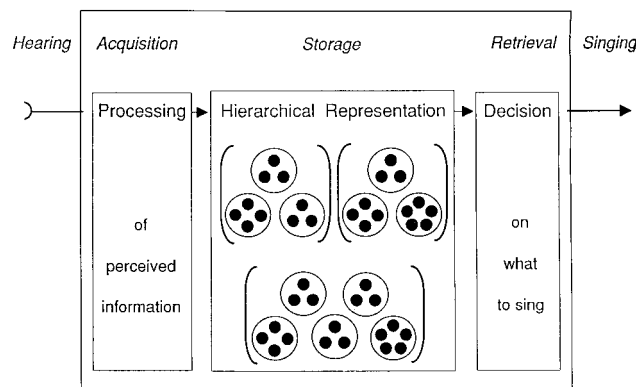 Hearing Acquisition Storage Retrieval Singing
Processing Hierarchical Representation Decision
of on
perceived what
information to sing